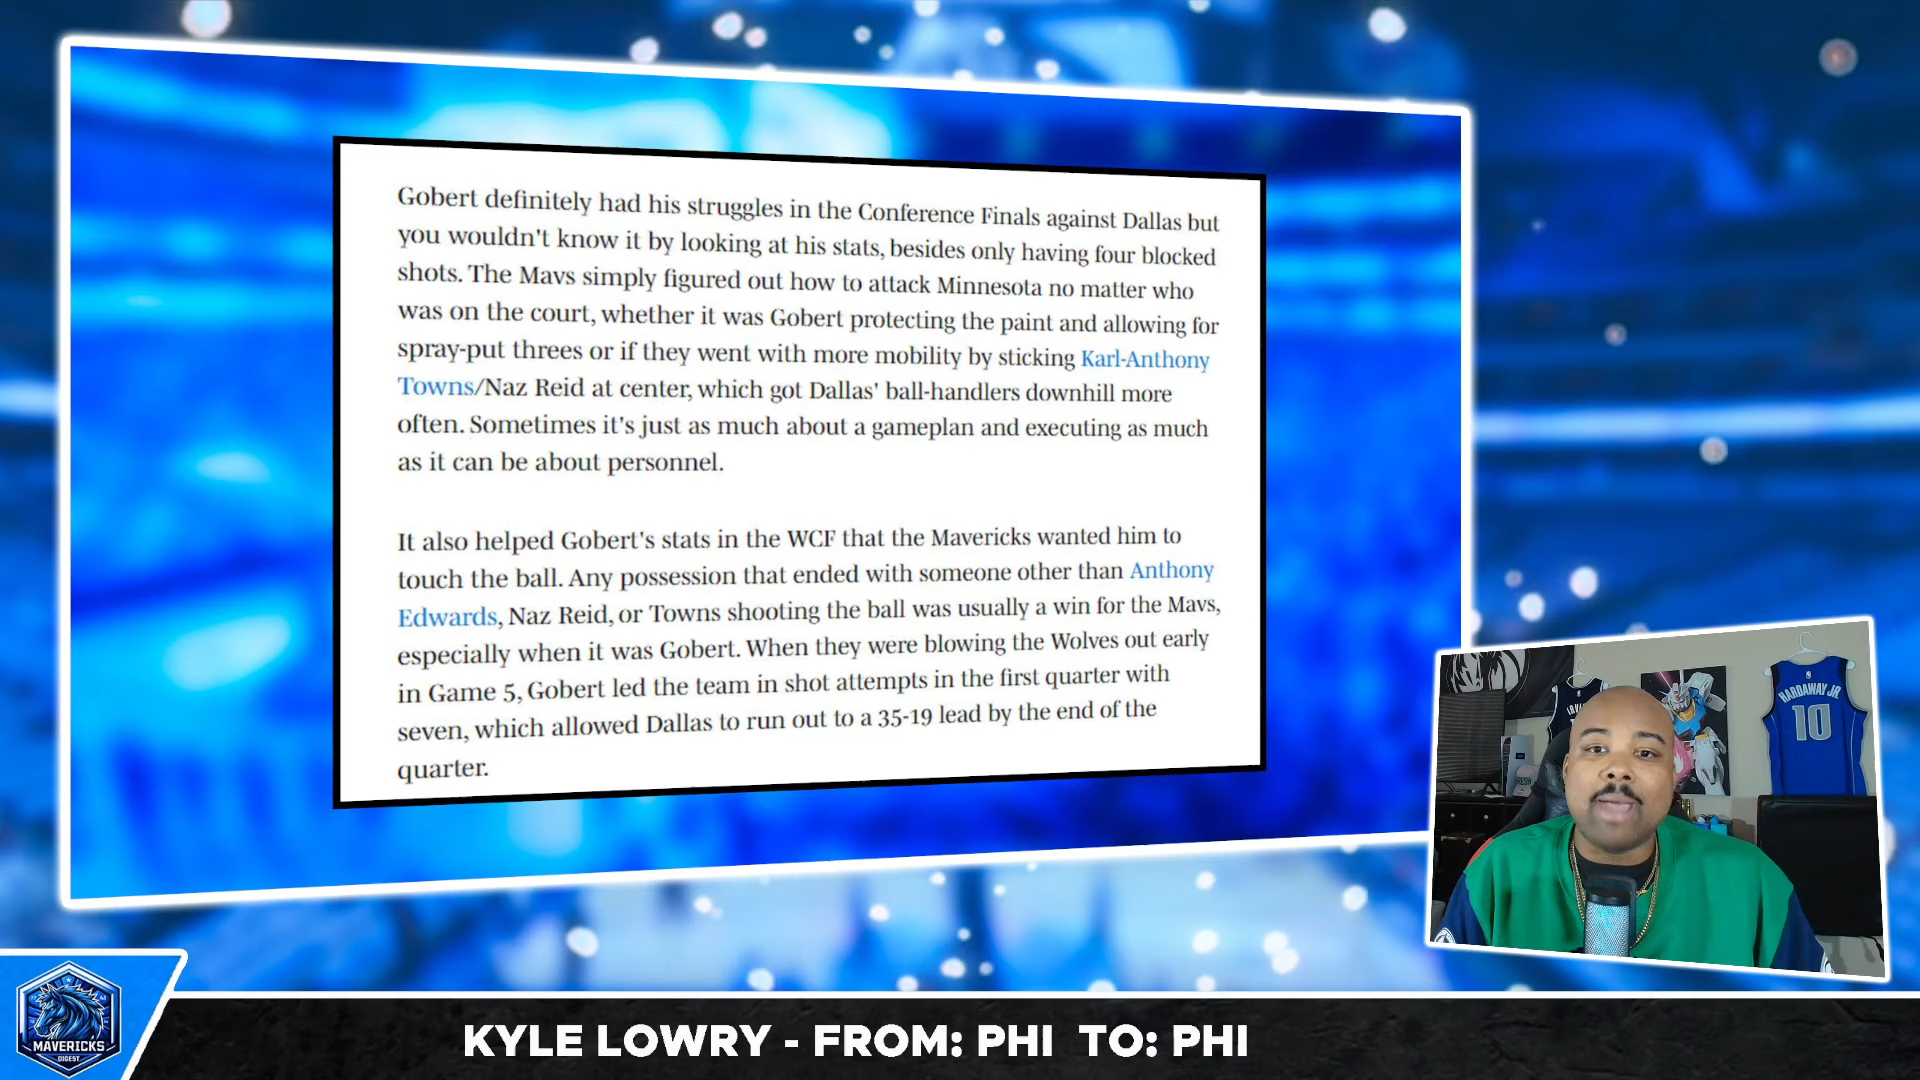 Gobert definitely had his struggles in the Conference Finals against Dallas but
you wouldn't know it by looking at his stats, besides only having four blocked
shots. The Mavs simply figured out how to attack Minnesota no matter who
was on the court, whether it was Gobert protecting the paint and allowing for
spray-put threes or if they went with more mobility by sticking Karl-Anthony
Towns/Naz Reid at center, which got Dallas' ball-handlers downhill more
often. Sometimes it's just as much about a gameplan and executing as much
as it can be about personnel.
It also helped Gobert's stats in the WCF that the Mavericks wanted him to
touch the ball. Any possession that ended with someone other than Anthony
Edwards, Naz Reid, or Towns shooting the ball was usually a win for the Mavs,
especially when it was Gobert. When they were blowing the Wolves out early
in Game 5, Gobert led the team in shot attempts in the first quarter with
seven, which allowed Dallas to run out to a 35-19 lead by the end of the
quarter.
HARDAWAY JR.
10
MAVERICKS
DIGEST
KYLE LOWRY - FROM: PHI TO: PHI